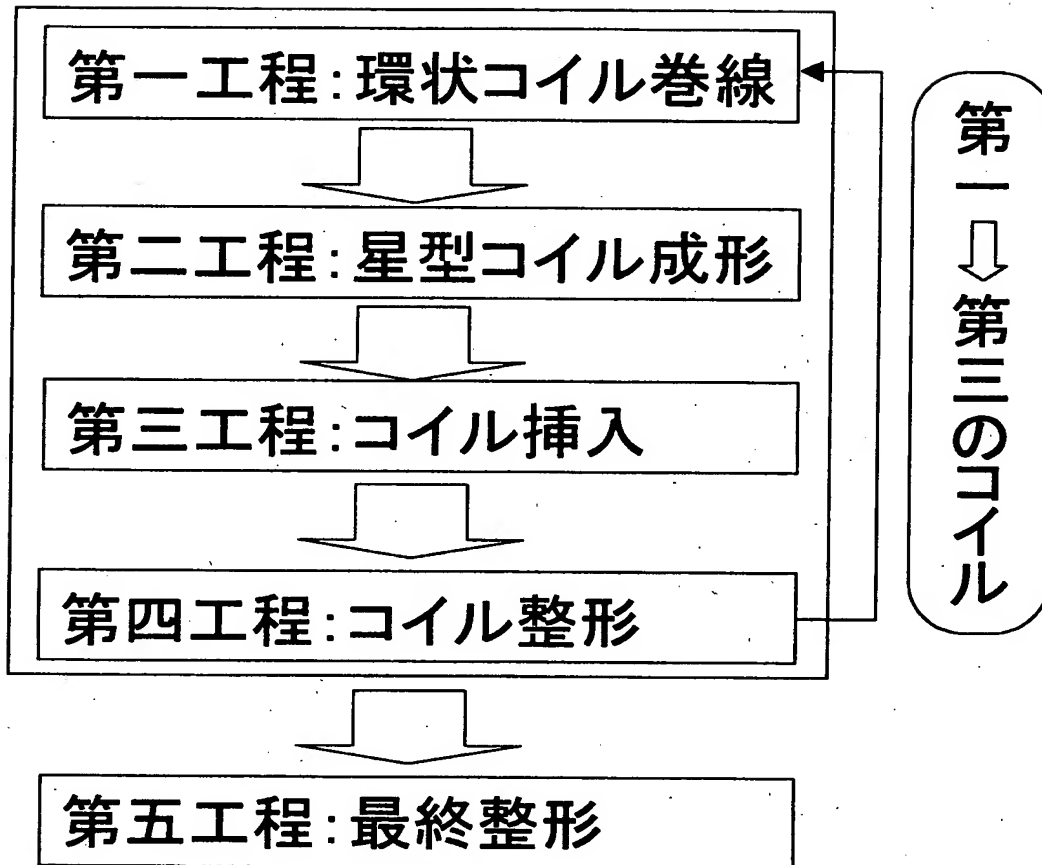 第一工程:環状コイル巻線
第二工程:星型コイル成形
第三工程:コイル挿入
第四工程:コイル整形
第五工程:最終整形
第一⇩第三のコイル